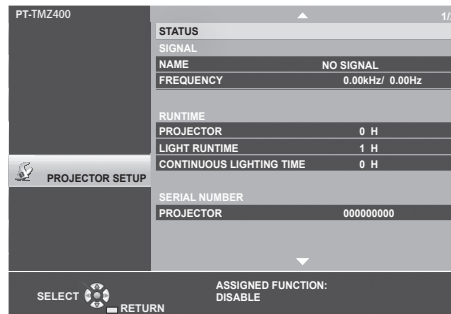 PT-TMZ400
1/
STATUS
SIGNAL
NAME NO SIGNAL
FREQUENCY 0.00kHz/ 0.00Hz
RUNTIME
PROJECTOR 0 H
LIGHT RUNTIME 1 H
CONTINUOUS LIGHTING TIME 0 H
PROJECTOR SETUP
SERIAL NUMBER
PROJECTOR 000000000
SELECT
RETURN
ASSIGNED FUNCTION:
DISABLE